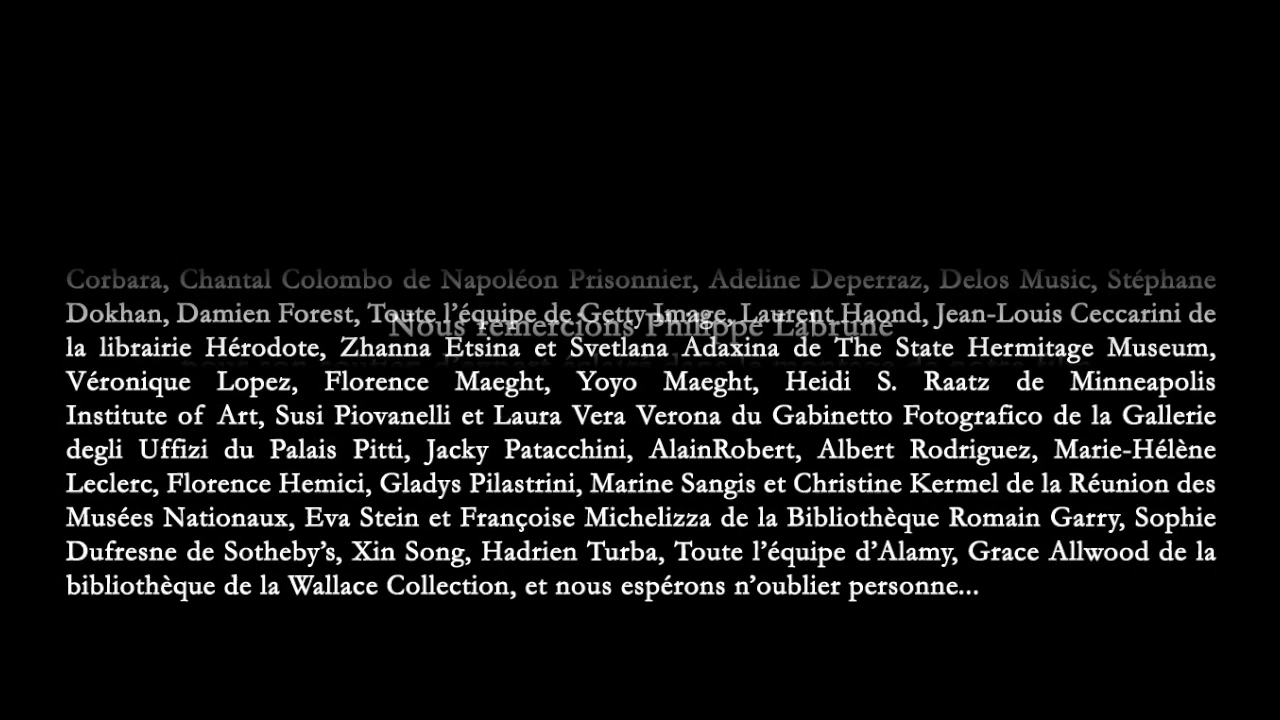 Corbara, Chantal Colombo de Napoléon Prisonnier, Adeline Deperraz, Delos Music, Stéphane
Dokhan, Damien Forest, Toute l’équipe de Getty Image, Laurent Haond, Jean-Louis Ceccarini de
Nous remercions Philippe Labrune
la librairie Hérodote, Zhanna Etsina et Svetlana Adaxina de The State Hermitage Museum,
Véronique Lopez, Florence Maeght, Yoyo Maeght, Heidi S. Raatz de Minneapolis
Institute of Art, Susi Piovanelli et Laura Vera Verona du Gabinetto Fotografico de la Gallerie
degli Uffizi du Palais Pitti, Jacky Patacchini, AlainRobert, Albert Rodriguez, Marie-Hélène
Leclerc, Florence Hemici, Gladys Pilastrini, Marine Sangis et Christine Kermel de la Réunion des
Musées Nationaux, Eva Stein et Françoise Michelizza de la Bibliothèque Romain Garry, Sophie
Dufresne de Sotheby’s, Xin Song, Hadrien Turba, Toute l’équipe d’Alamy, Grace Allwood de la
bibliothèque de la Wallace Collection, et nous espérons n’oublier personne...